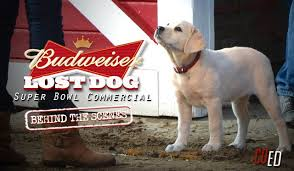 Budweiser
LOST DOG
SUPER BOWL COMMERCIAL
BEHIND THE SCENES
COED